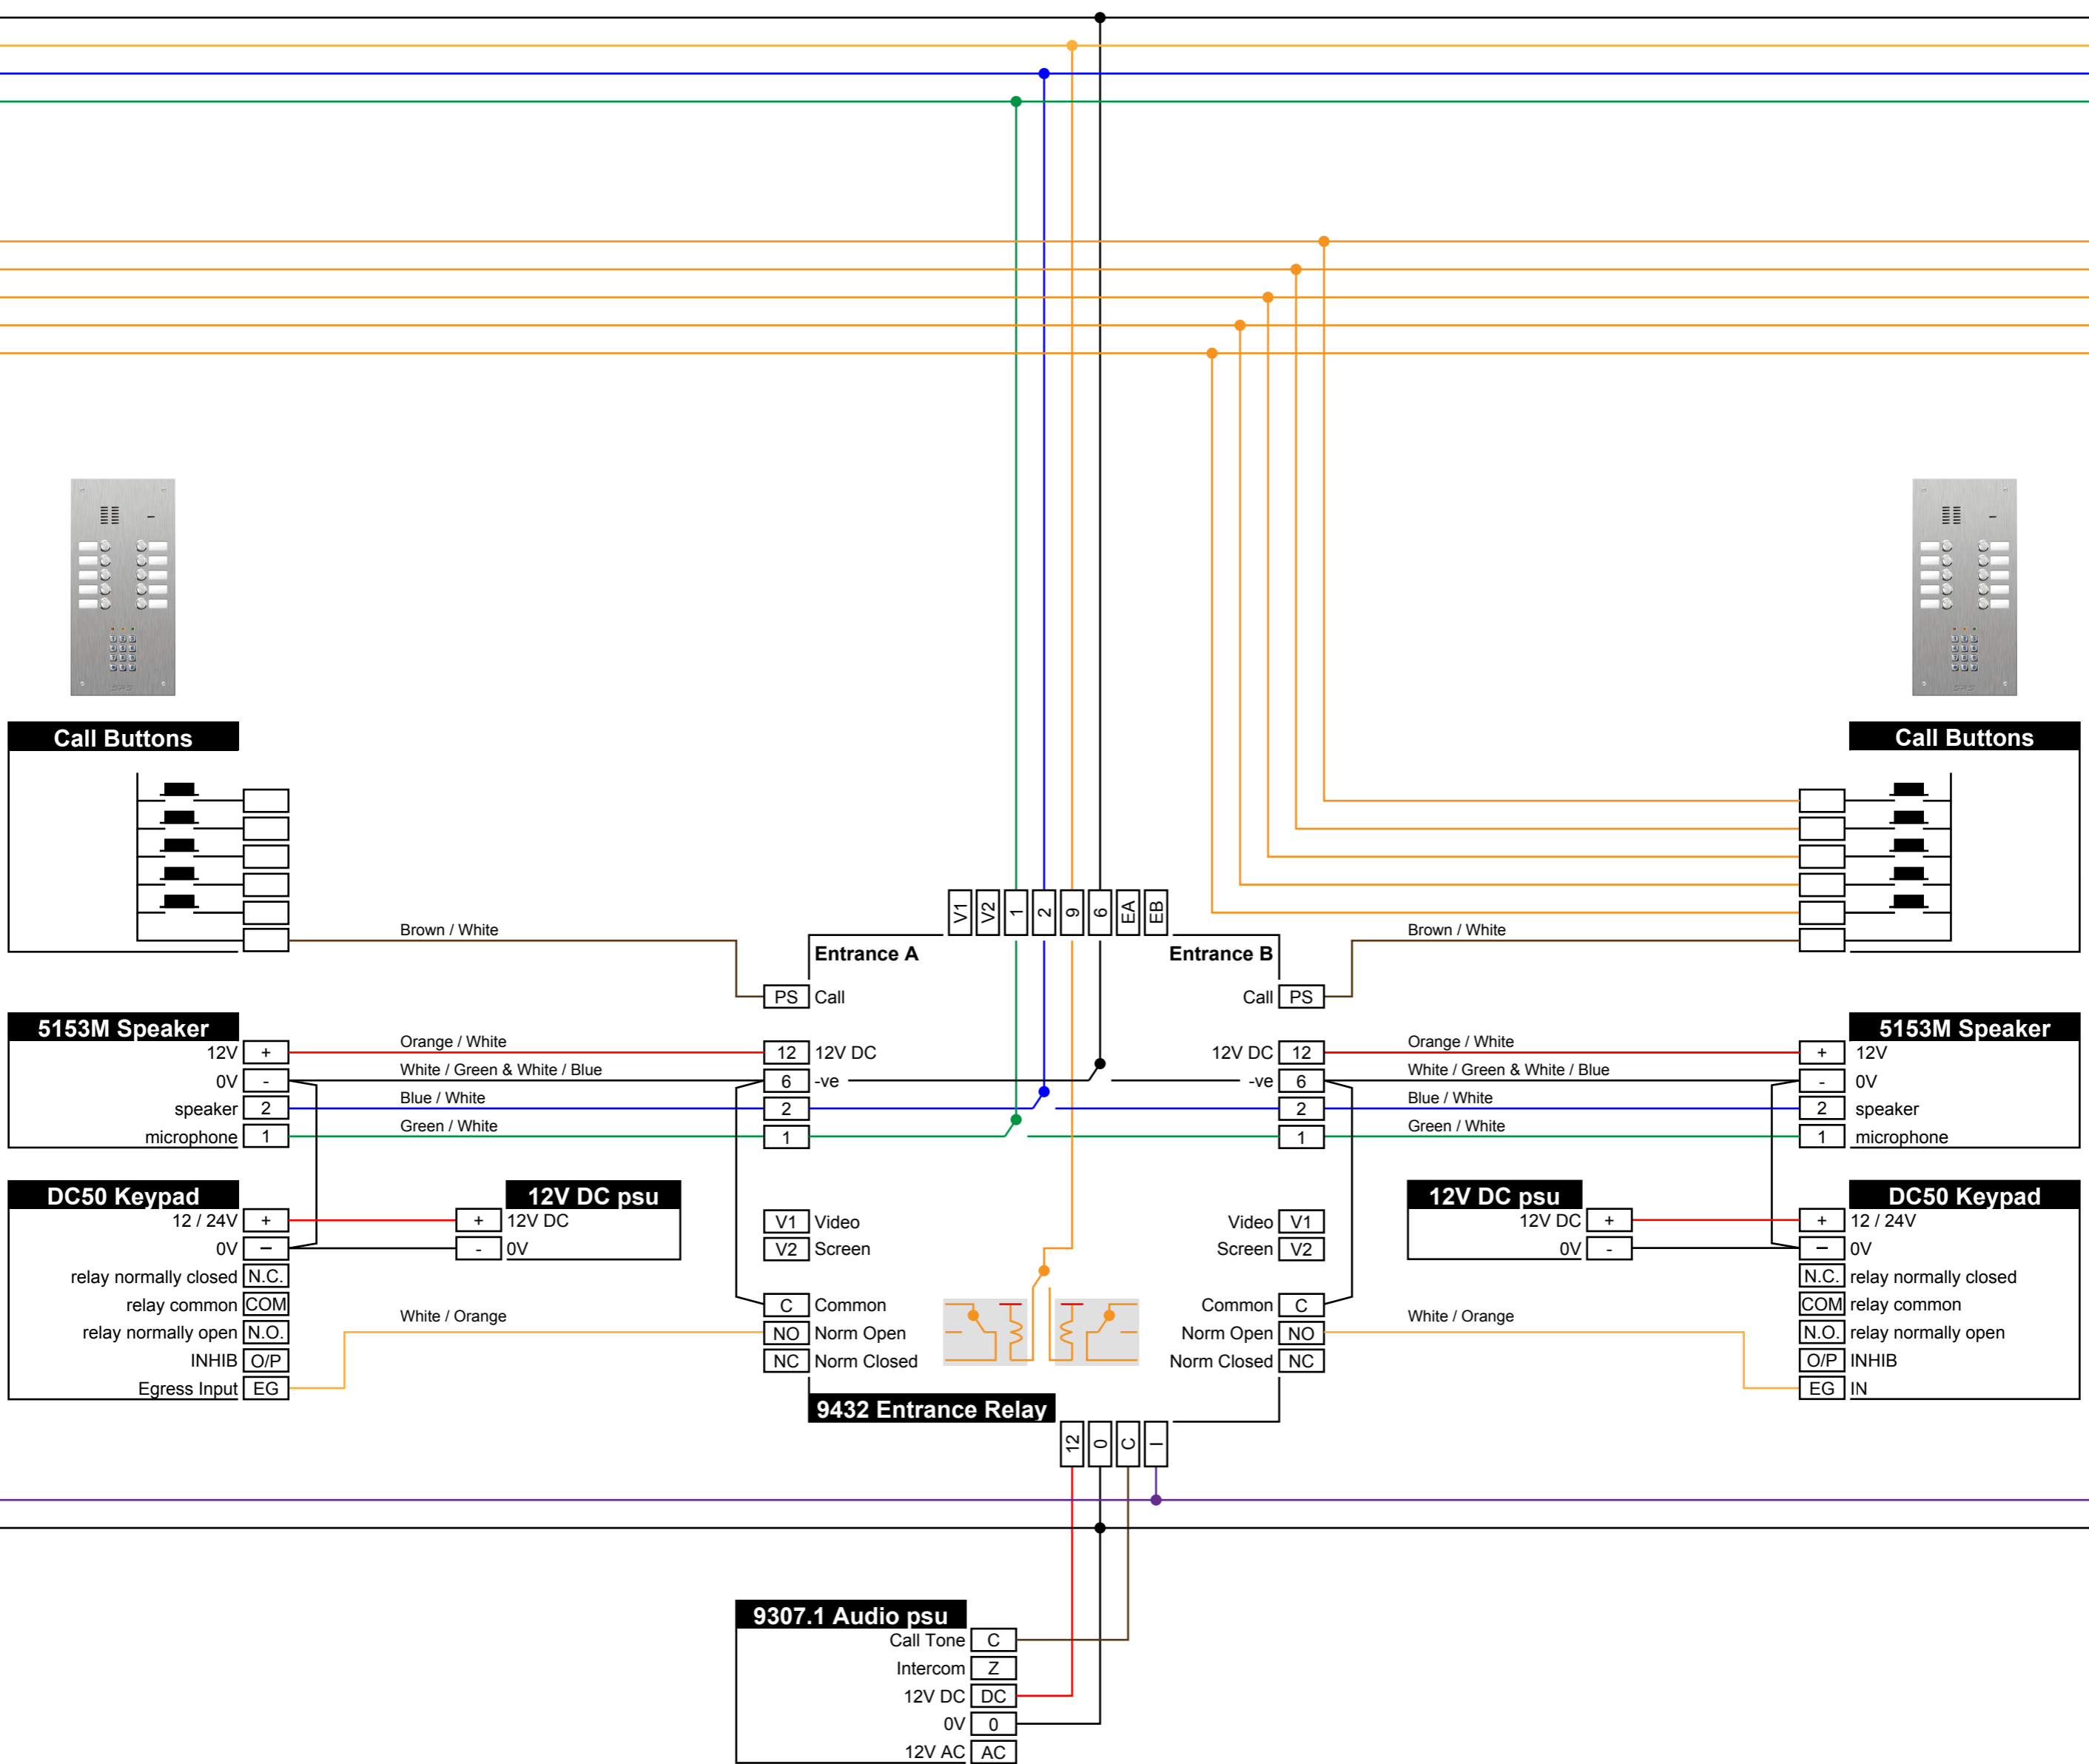 Call Buttons
Call Buttons
V1 V2 1 2 9 6 EA EB
Brown / White
Brown / White
Entrance A
Entrance B
PS Call
Call PS
5153M Speaker
5153M Speaker
12V + Orange / White 12 12V DC
12V DC 12 Orange / White + 12V
0V - White / Green & White / Blue 6 -ve
-ve 6 White / Green & White / Blue - 0V
speaker 2 Blue / White 2
2 Blue / White 2 speaker
microphone 1 Green / White 1
1 Green / White 1 microphone
DC50 Keypad
12V DC psu
12V DC psu
DC50 Keypad
12 / 24V + + 12V DC
V1 Video
Video V1
12V DC + + 12 / 24V
0V – - 0V
V2 Screen
Screen V2
0V - – 0V
relay normally closed N.C.
N.C. relay normally closed
relay common COM
C Common
Common C
COM relay common
relay normally open N.O.
White / Orange
NO Norm Open
Norm Open NO
White / Orange
N.O. relay normally open
INHIB O/P
NC Norm Closed
Norm Closed NC
O/P INHIB
Egress Input EG
EG IN
9432 Entrance Relay
12 0 C I
9307.1 Audio psu
Call Tone C
Intercom Z
12V DC DC
0V 0
12V AC AC